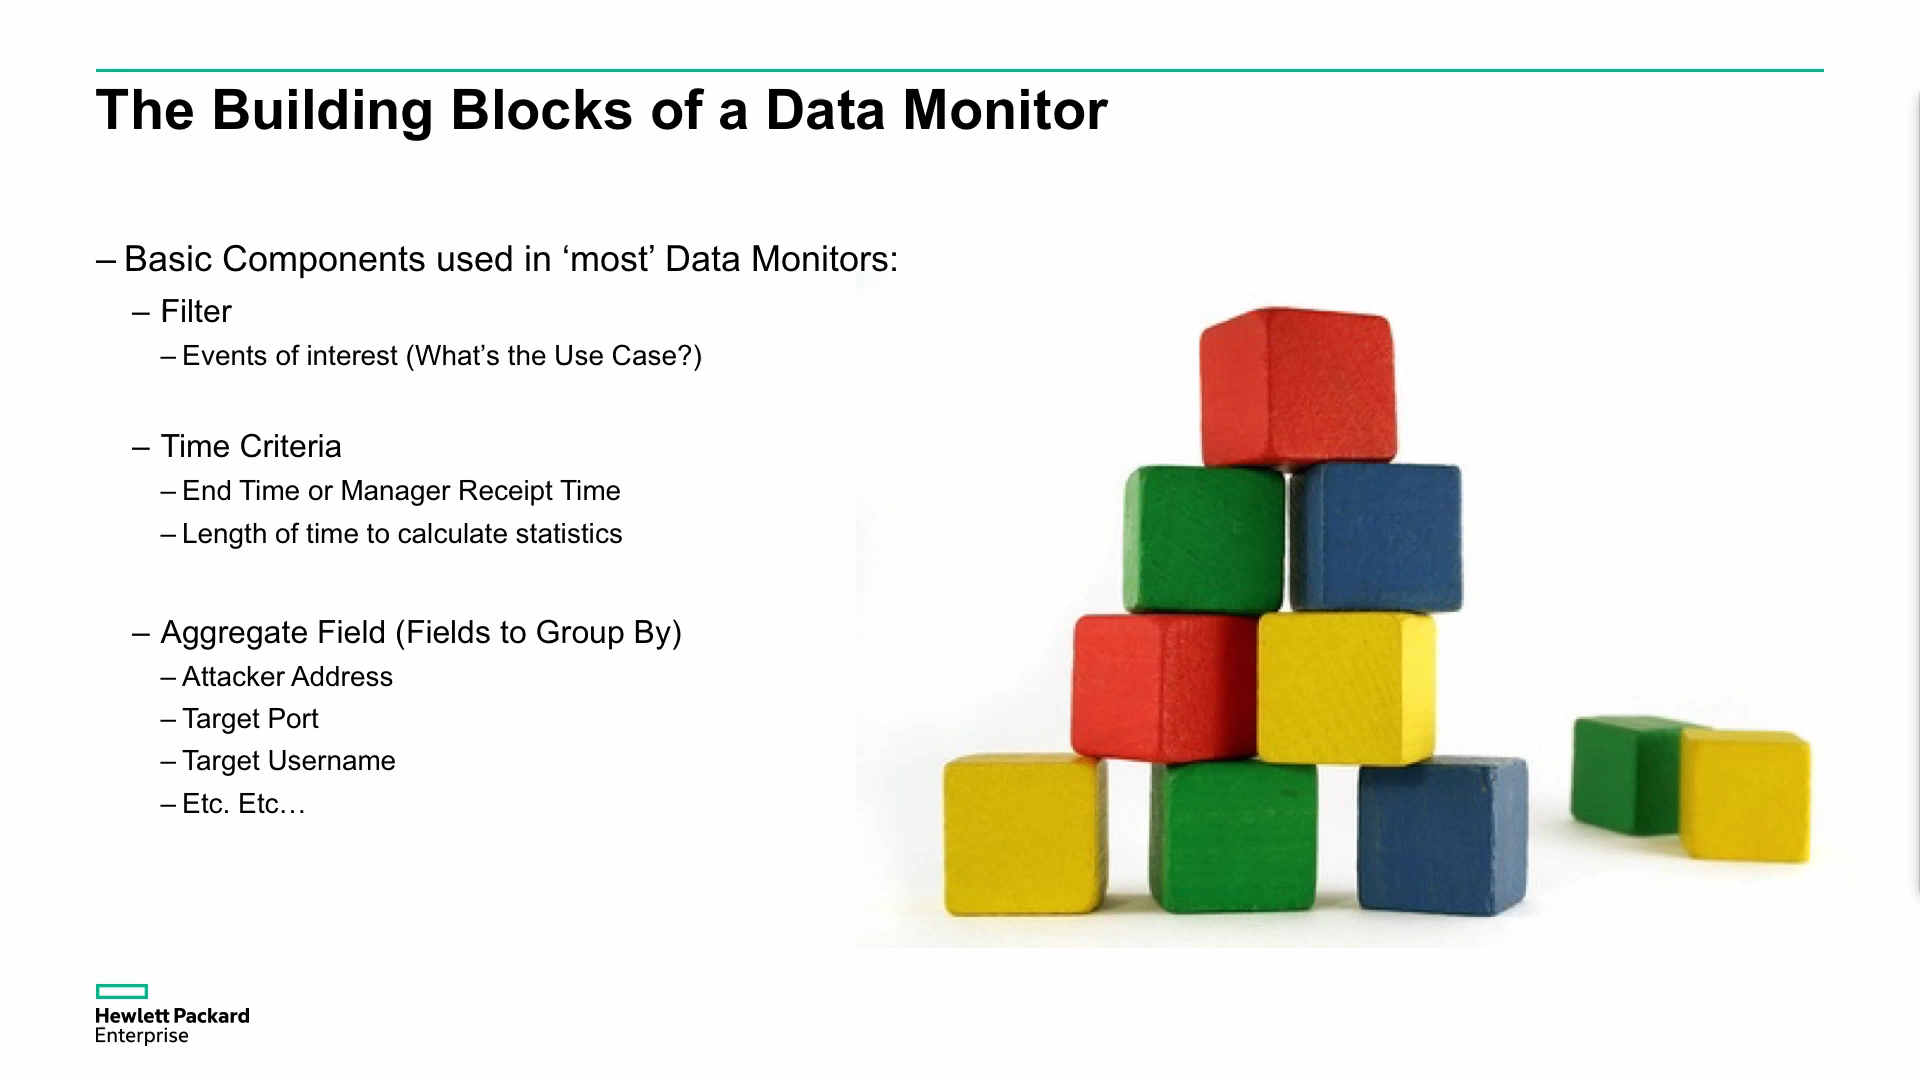 The Building Blocks of a Data Monitor
– Basic Components used in ‘most’ Data Monitors:
– Filter
– Events of interest (What’s the Use Case?)
– Time Criteria
– End Time or Manager Receipt Time
– Length of time to calculate statistics
– Aggregate Field (Fields to Group By)
– Attacker Address
– Target Port
– Target Username
– Etc. Etc…
Hewlett Packard
Enterprise